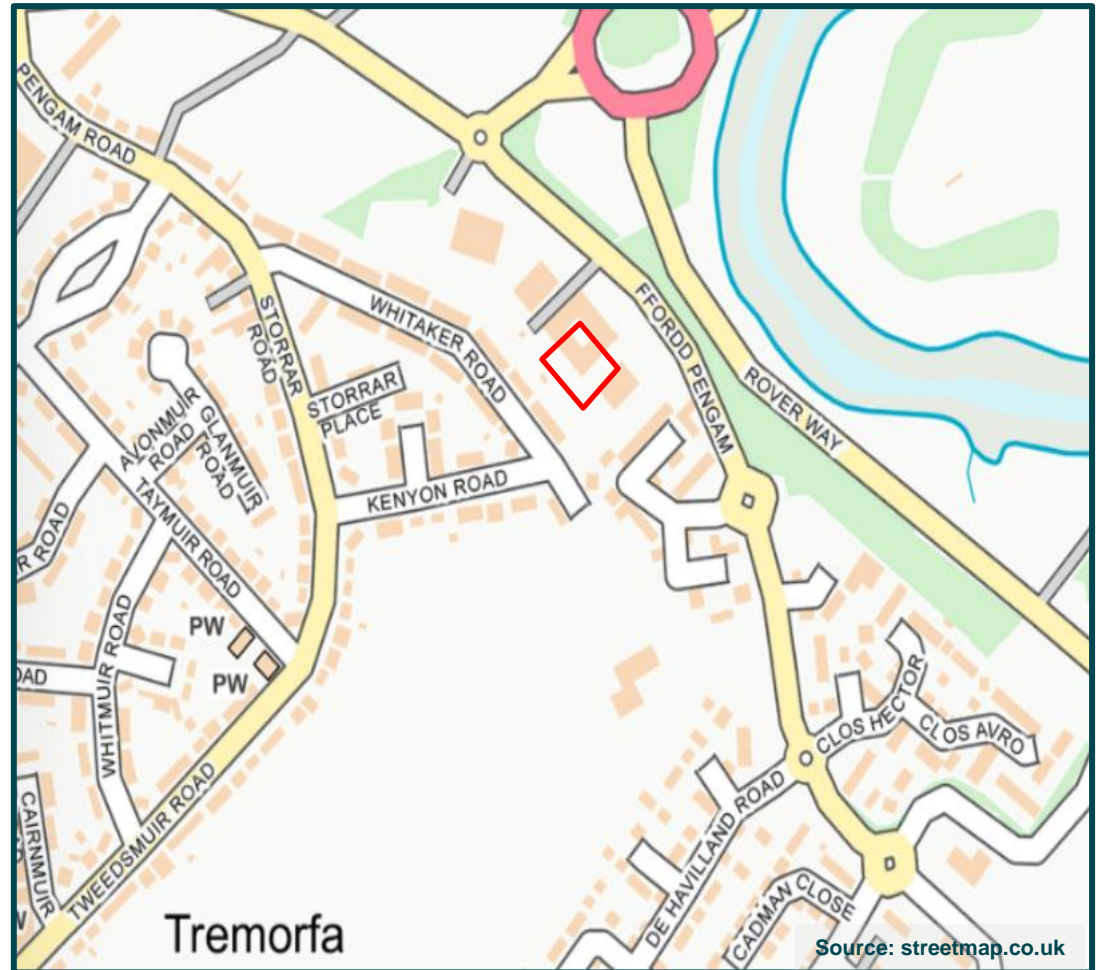 PENGAM ROAD
STORRAR
ROAD
WHITAKER ROAD
FFORDD PENGAM
ROVER WAY
STORRAR
PLACE
AVONMUIR
ROAD
GLANMUIR
ROAD
KENYON ROAD
TAYMUIR ROAD
R ROAD
PW
PW
OAD
WHITMUIR ROAD
CLOS HECTOR
CLOS AVRO
DE HAVILLAND ROAD
CAIRNMUIR
TWEEDSMUIR ROAD
CADMAN CLOSE
Tremorfa
Source: streetmap.co.uk